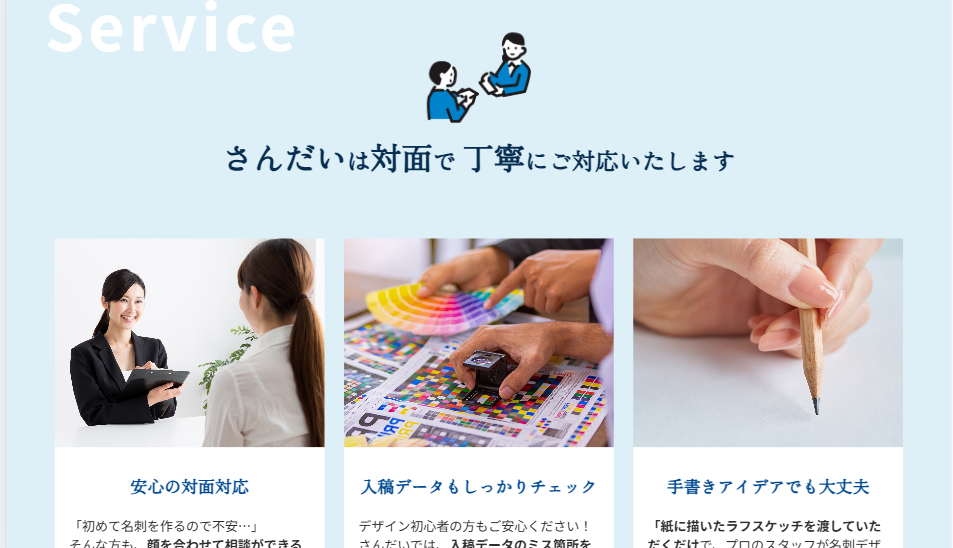 Service
さんだいは対面で 丁寧にご対応いたします
安心の対面対応
「初めて名刺を作るので不安…」
そんな方も、顔を合わせて相談ができる
入稿データもしっかりチェック
デザイン初心者の方もご安心ください！
さんだいでは、入稿データのミス箇所を
手書きアイデアでも大丈夫
「紙に描いたラフスケッチを渡していた
だくだけで、プロのスタッフが名刺デザ